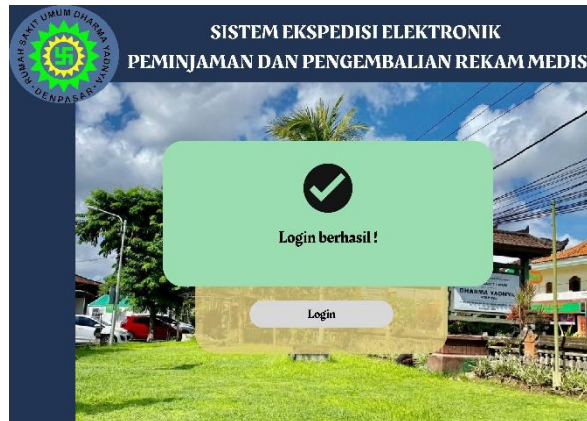 RUMAH SAKIT UMUM DHARMA YADNYA
DENPASAR
SISTEM EKSPEDISI ELEKTRONIK
PEMINJAMAN DAN PENGEMBALIAN REKAM MEDIS
Login berhasil !
DHARMA YADNYA
Login